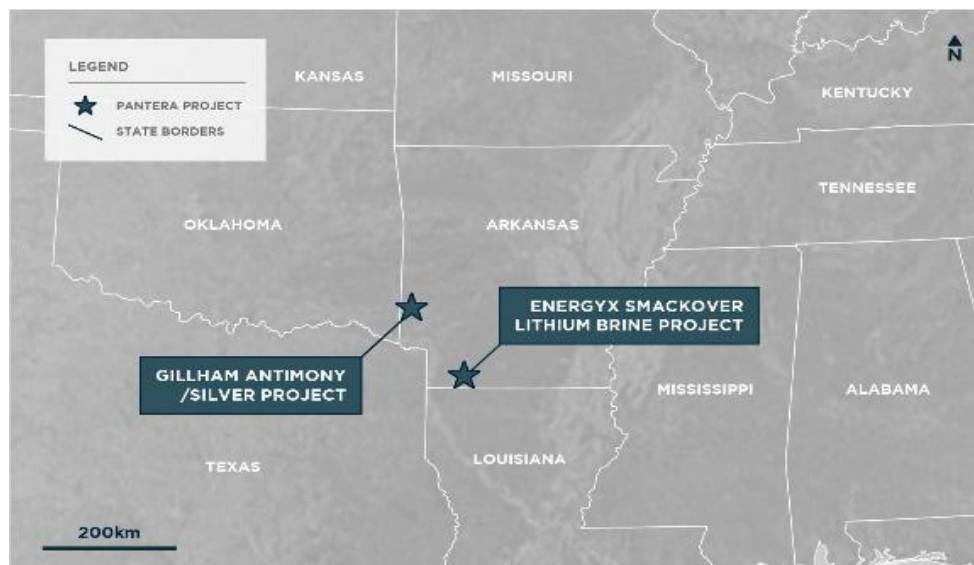 LEGEND
PANTERA PROJECT
STATE BORDERS
KANSAS
MISSOURI
N
KENTUCKY
TENNESSEE
OKLAHOMA
ARKANSAS
ENERGYX SMACKOVER
LITHIUM BRINE PROJECT
GILLHAM ANTIMONY
/SILVER PROJECT
MISSISSIPPI
ALABAMA
TEXAS
LOUISIANA
200km